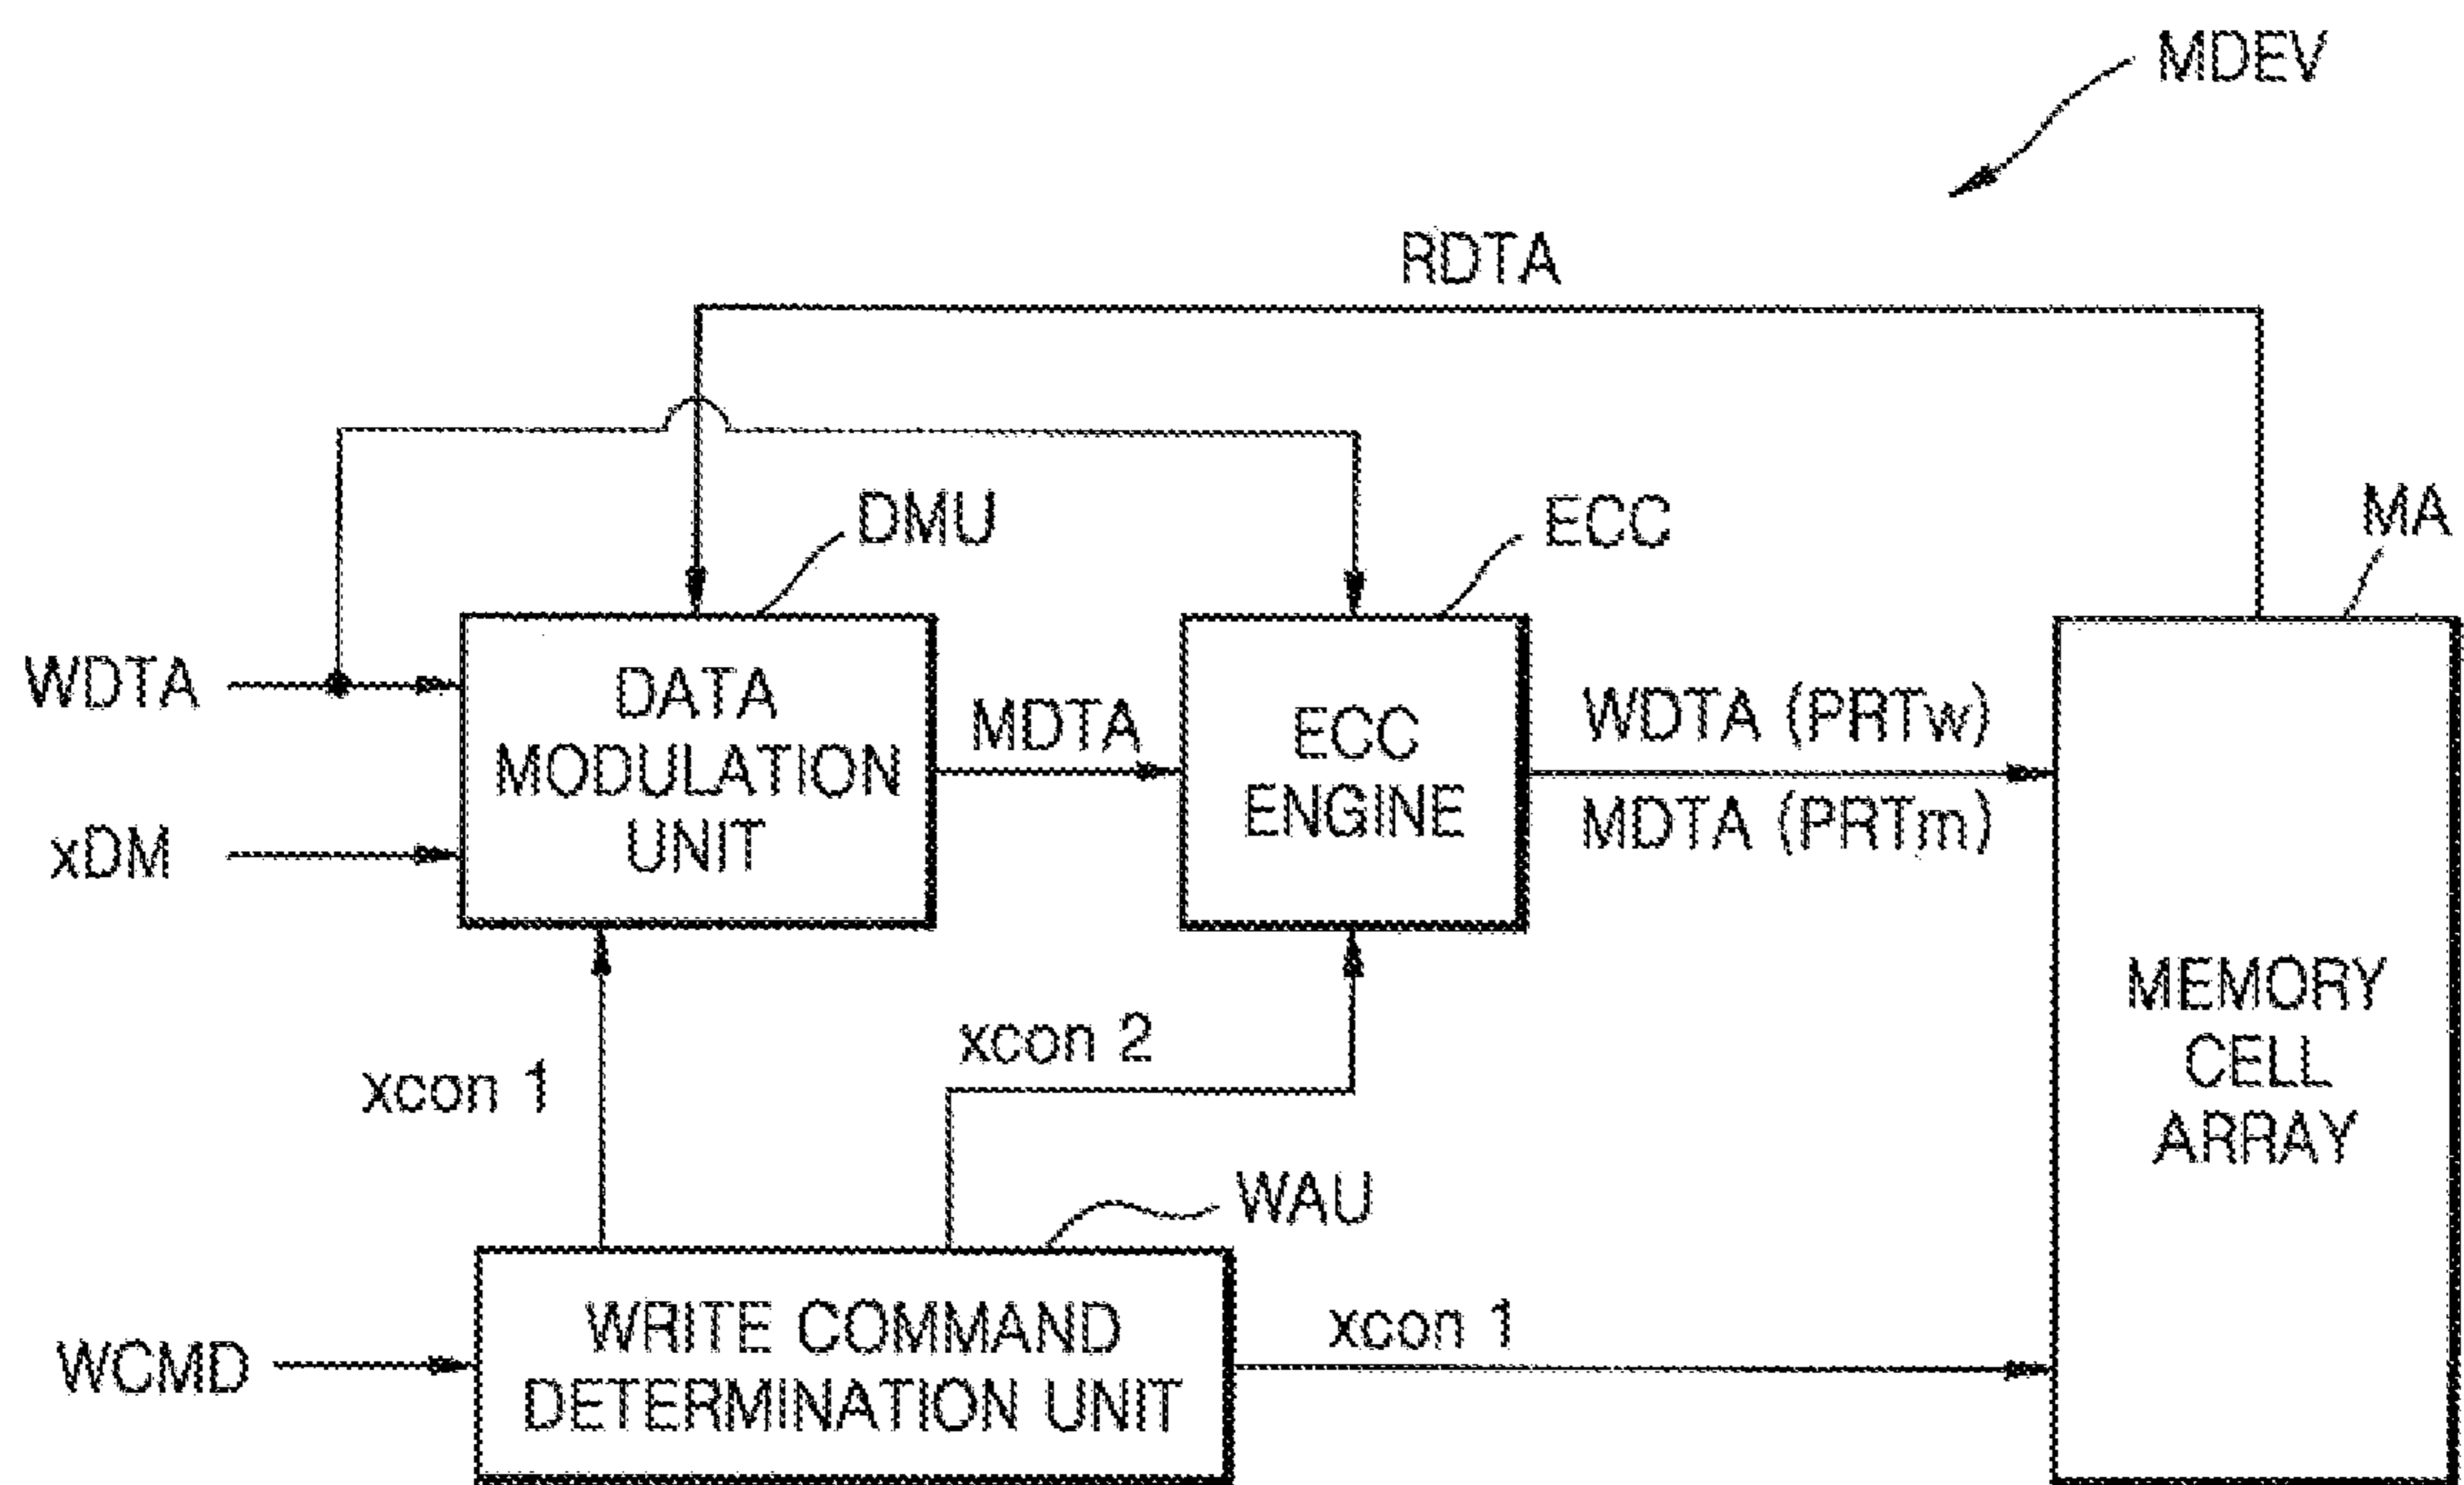 MDEV
RDTA
DMU
ECC
MA
WDTA
DATA
MODULATION
UNIT
MDTA
ECC
ENGINE
WDTA (PRTw)
MDTA (PRTm)
xDM
MEMORY
CELL
ARRAY
xcon 1
xcon 2
WAU
WCMD
WRITE COMMAND
DETERMINATION UNIT
xcon 1